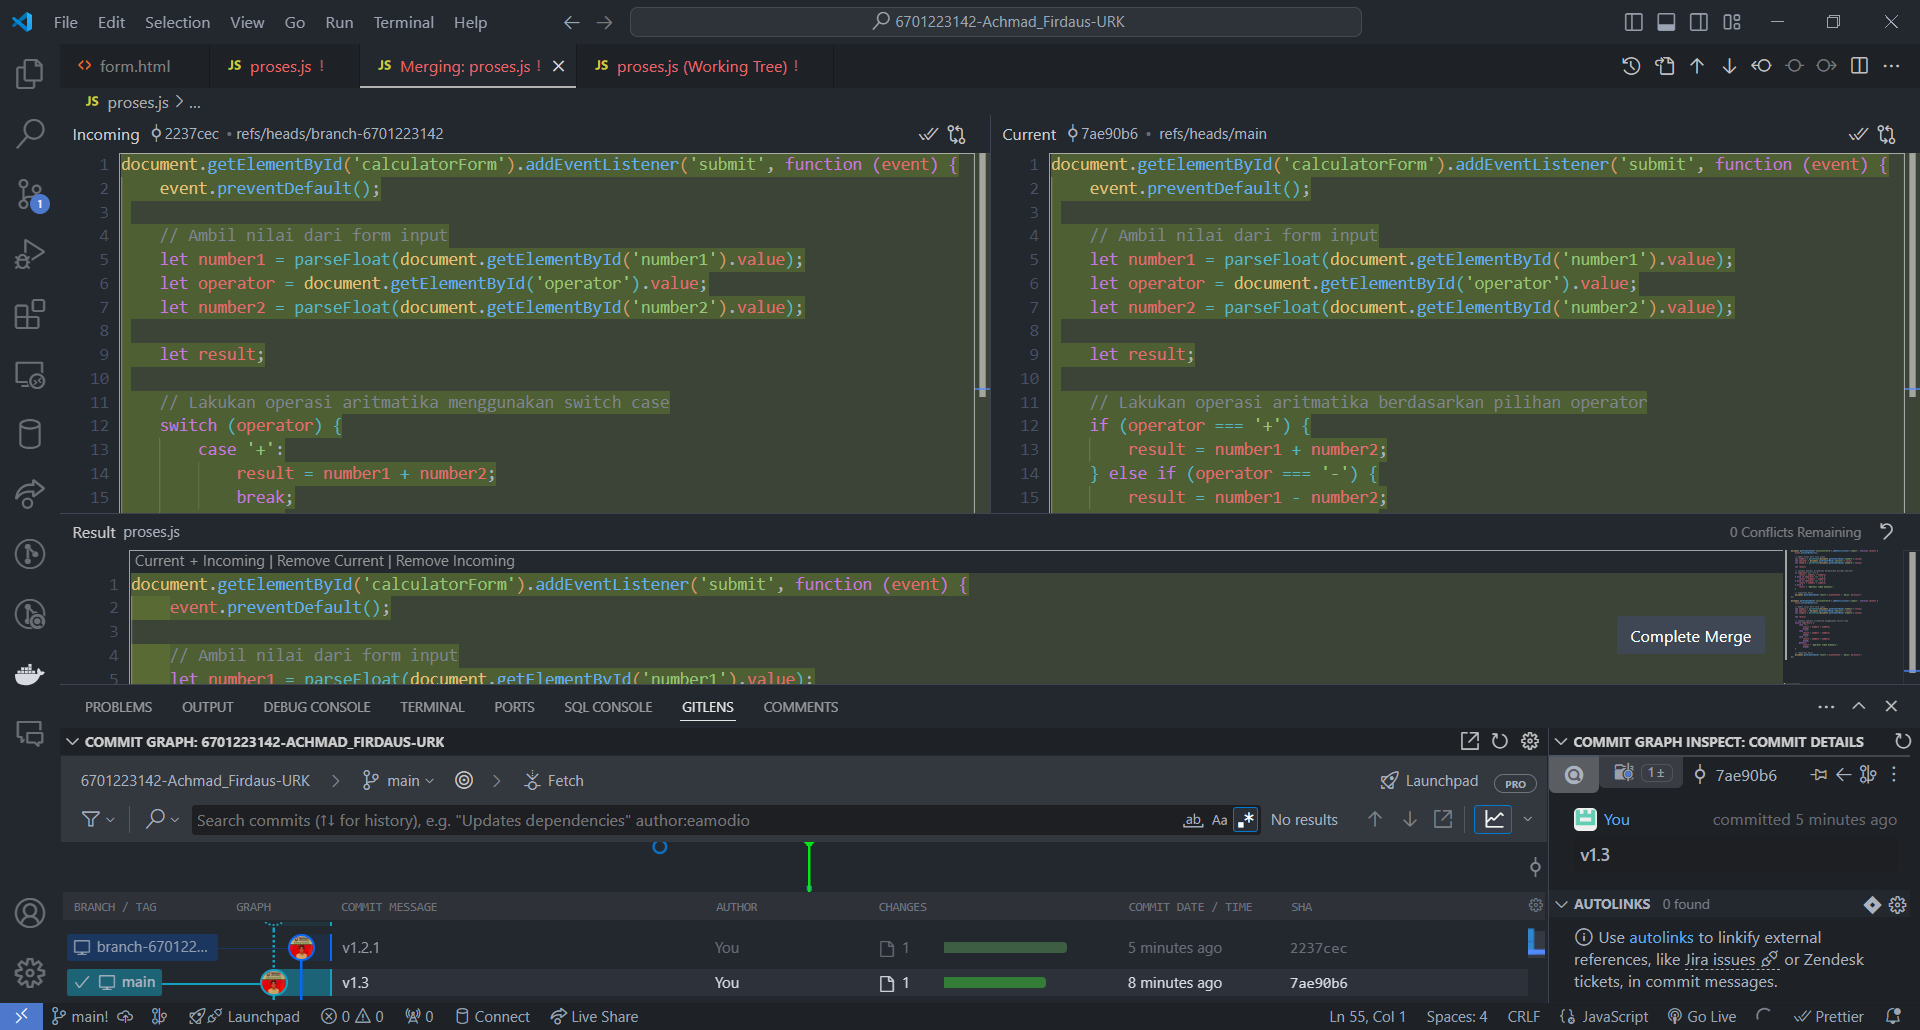 File Edit Selection View Go Run Terminal Help
6701223142-Achmad_Firdaus-URK
form.html
JS proses.js !
JS Merging: proses.js !
JS proses.js (Working Tree) !
JS proses.js > ...
Incoming 2237cec • refs/heads/branch-6701223142
1 document.getElementById('calculatorForm').addEventListener('submit', function (event) {
2 event.preventDefault();
3
4 // Ambil nilai dari form input
5 let number1 = parseFloat(document.getElementById('number1').value);
6 let operator = document.getElementById('operator').value;
7 let number2 = parseFloat(document.getElementById('number2').value);
8
9 let result;
10
11 // Lakukan operasi aritmatika menggunakan switch case
12 switch (operator) {
13 case '+':
14 result = number1 + number2;
15 break;
Current 7ae90b6 • refs/heads/main
1 document.getElementById('calculatorForm').addEventListener('submit', function (event) {
2 event.preventDefault();
3
4 // Ambil nilai dari form input
5 let number1 = parseFloat(document.getElementById('number1').value);
6 let operator = document.getElementById('operator').value;
7 let number2 = parseFloat(document.getElementById('number2').value);
8
9 let result;
10
11 // Lakukan operasi aritmatika berdasarkan pilihan operator
12 if (operator === '+') {
13 result = number1 + number2;
14 } else if (operator === '-') {
15 result = number1 - number2;
Result proses.js
0 Conflicts Remaining
Current + Incoming | Remove Current | Remove Incoming
1 document.getElementById('calculatorForm').addEventListener('submit', function (event) {
2 event.preventDefault();
3
4 // Ambil nilai dari form input
5 let number1 = parseFloat(document.getElementById('number1').value);
Complete Merge
PROBLEMS OUTPUT DEBUG CONSOLE TERMINAL PORTS SQL CONSOLE GITLENS COMMENTS
COMMIT GRAPH: 6701223142-ACHMAD_FIRDAUS-URK
6701223142-Achmad_Firdaus-URK > main > Fetch
Launchpad PRO
Search commits (↑↓ for history), e.g. "Updates dependencies" author:eamodio
ab Aa .* No results
BRANCH / TAG GRAPH COMMIT MESSAGE AUTHOR CHANGES COMMIT DATE / TIME SHA
branch-670122... v1.2.1 You 1 5 minutes ago 2237cec
main v1.3 You 1 8 minutes ago 7ae90b6
COMMIT GRAPH INSPECT: COMMIT DETAILS
1± 7ae90b6
You committed 5 minutes ago
v1.3
AUTOLINKS 0 found
Use autolinks to linkify external
references, like Jira issues or Zendesk
tickets, in commit messages.
1
main! Launchpad 0 0 0 Connect Live Share
Ln 55, Col 1 Spaces: 4 CRLF JavaScript Go Live Prettier